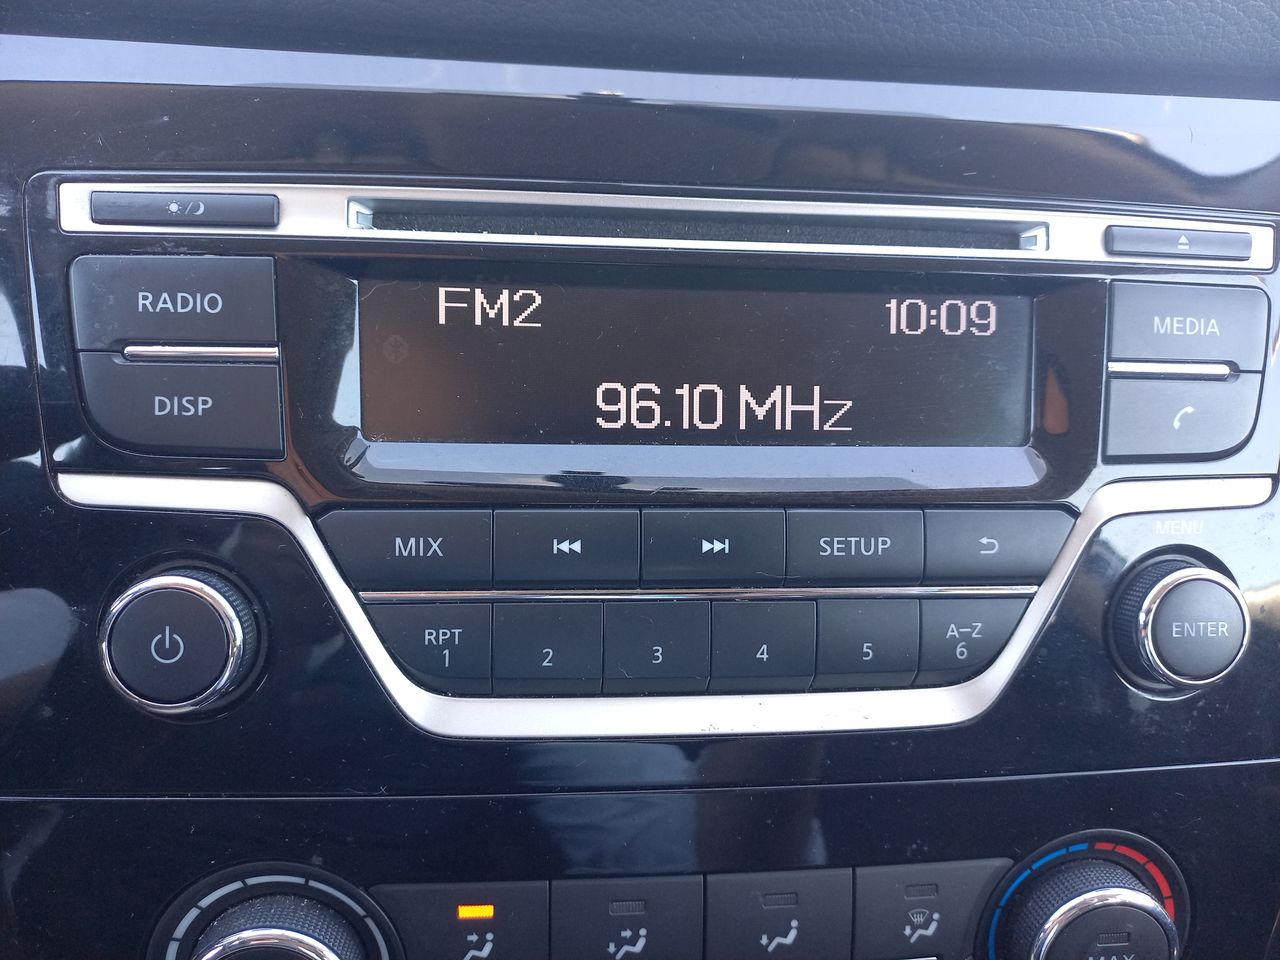 RADIO
DISP
FM2
10:09
96.10 MHz
MEDIA
MIX
SETUP
MENU
RPT
1
2
3
4
5
A-Z
6
ENTER
MAX